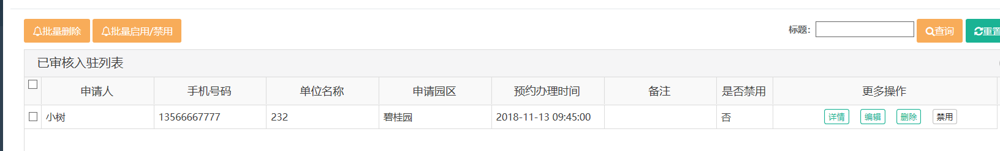 批量删除 批量启用/禁用 标题： 查询 重置
已审核入驻列表
申请人 手机号码 单位名称 申请园区 预约办理时间 备注 是否禁用 更多操作
小树 13566667777 232 碧桂园 2018-11-13 09:45:00 否 详情 编辑 删除 禁用